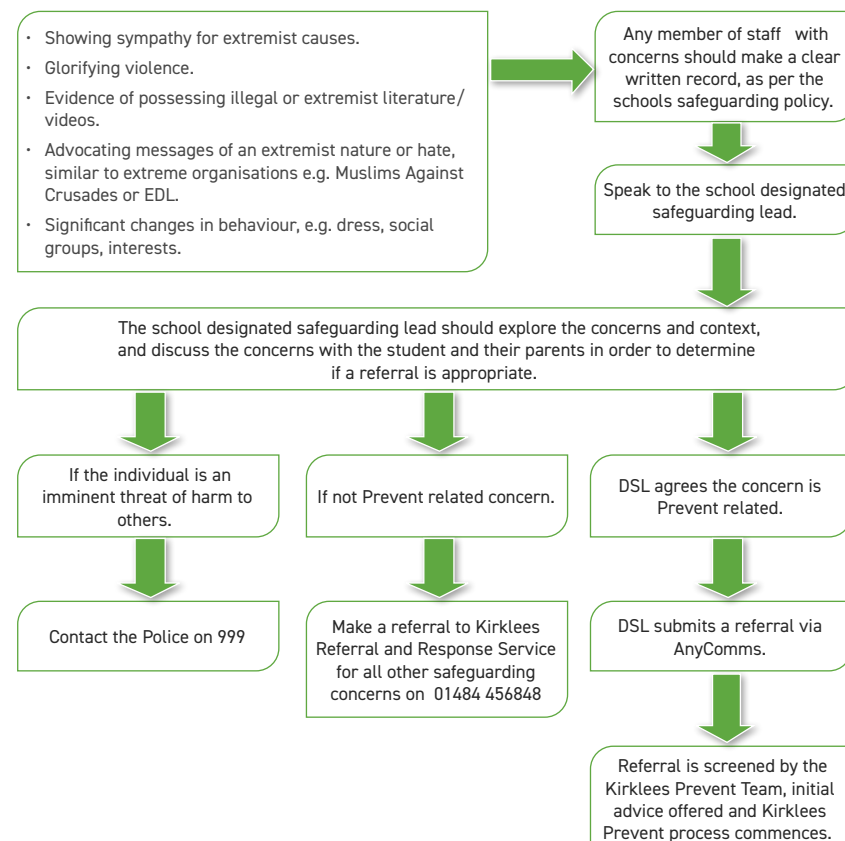 · Showing sympathy for extremist causes.
· Glorifying violence.
· Evidence of possessing illegal or extremist literature/
videos.
· Advocating messages of an extremist nature or hate,
similar to extreme organisations e.g. Muslims Against
Crusades or EDL.
· Significant changes in behaviour, e.g. dress, social
groups, interests.
Any member of staff with
concerns should make a clear
written record, as per the
schools safeguarding policy.
Speak to the school designated
safeguarding lead.
The school designated safeguarding lead should explore the concerns and context,
and discuss the concerns with the student and their parents in order to determine
if a referral is appropriate.
If the individual is an
imminent threat of harm to
others.
Contact the Police on 999
If not Prevent related concern.
Make a referral to Kirklees
Referral and Response Service
for all other safeguarding
concerns on 01484 456848
DSL agrees the concern is
Prevent related.
DSL submits a referral via
AnyComms.
Referral is screened by the
Kirklees Prevent Team, initial
advice offered and Kirklees
Prevent process commences.